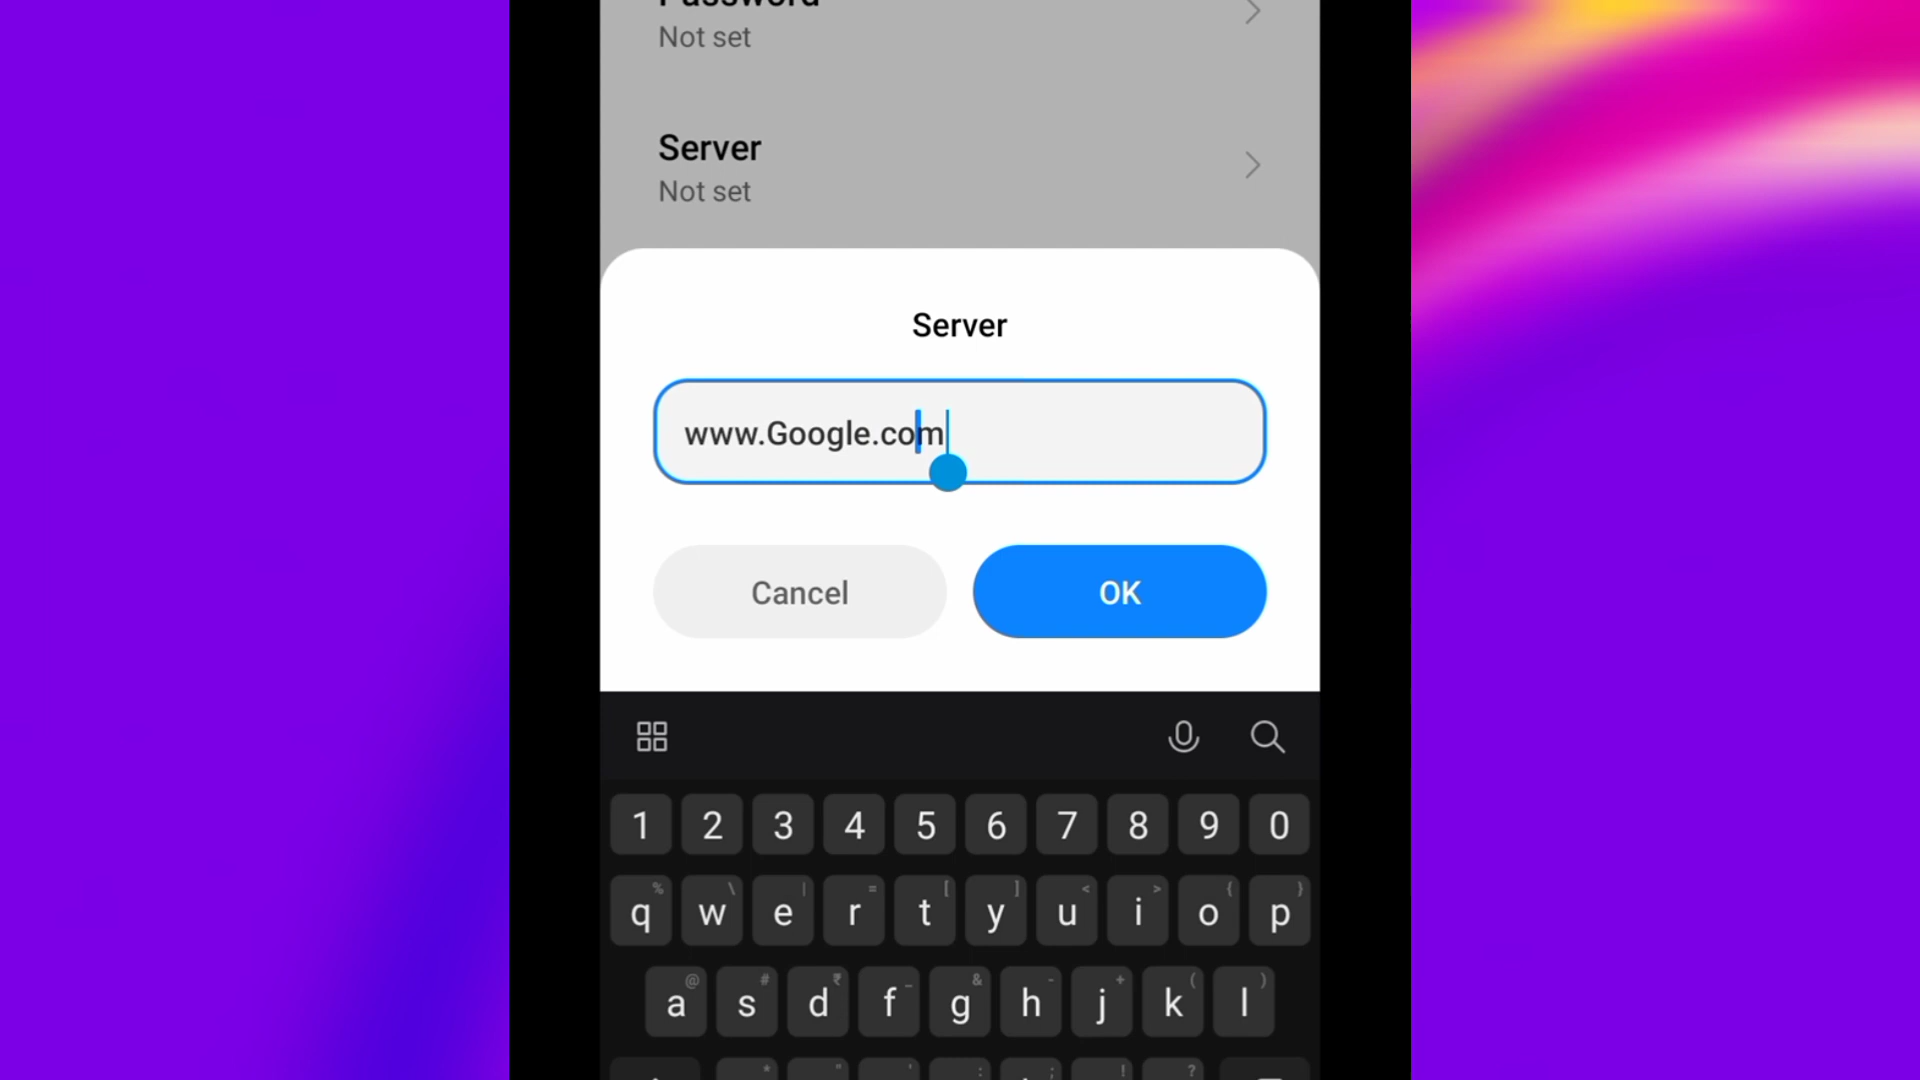 Password
Not set
Server
Not set
Server
www.Google.com
Cancel
OK
1 2 3 4 5 6 7 8 9 0
% \ | = [ ] < > { }
q w e r t y u i o p
@ # ₹ _ & - + ( )
a s d f g h j k l
* " ' : ; ! ?